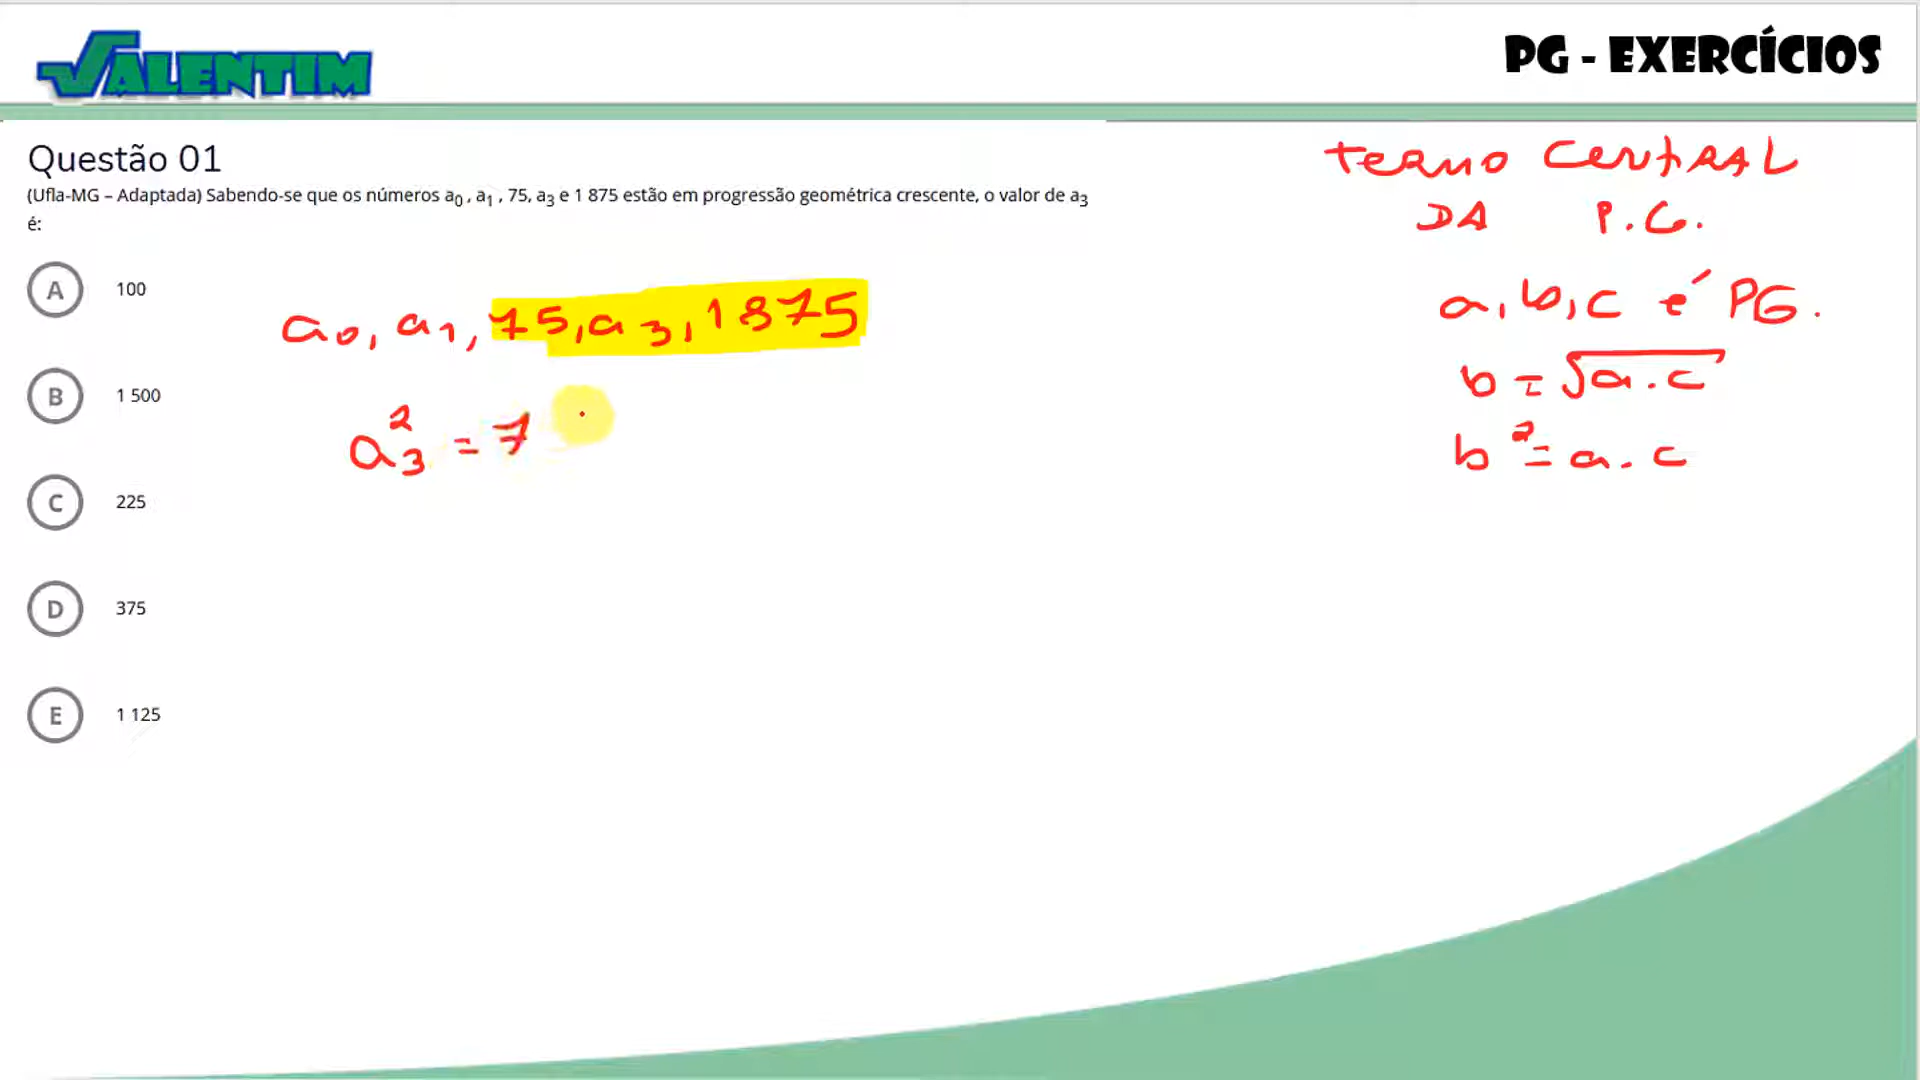 VALENTIM
PG - EXERCÍCIOS
Questão 01
(Ufla-MG – Adaptada) Sabendo-se que os números a₀ , a₁ , 75, a₃ e 1 875 estão em progressão geométrica crescente, o valor de a₃
é:
A 100
B 1 500
C 225
D 375
E 1 125
a₀, a₁, 75, a₃, 1875
a₃² = 7
TERMO CENTRAL
DA P.G.
a, b, c é PG.
b = √a.c
b² = a.c